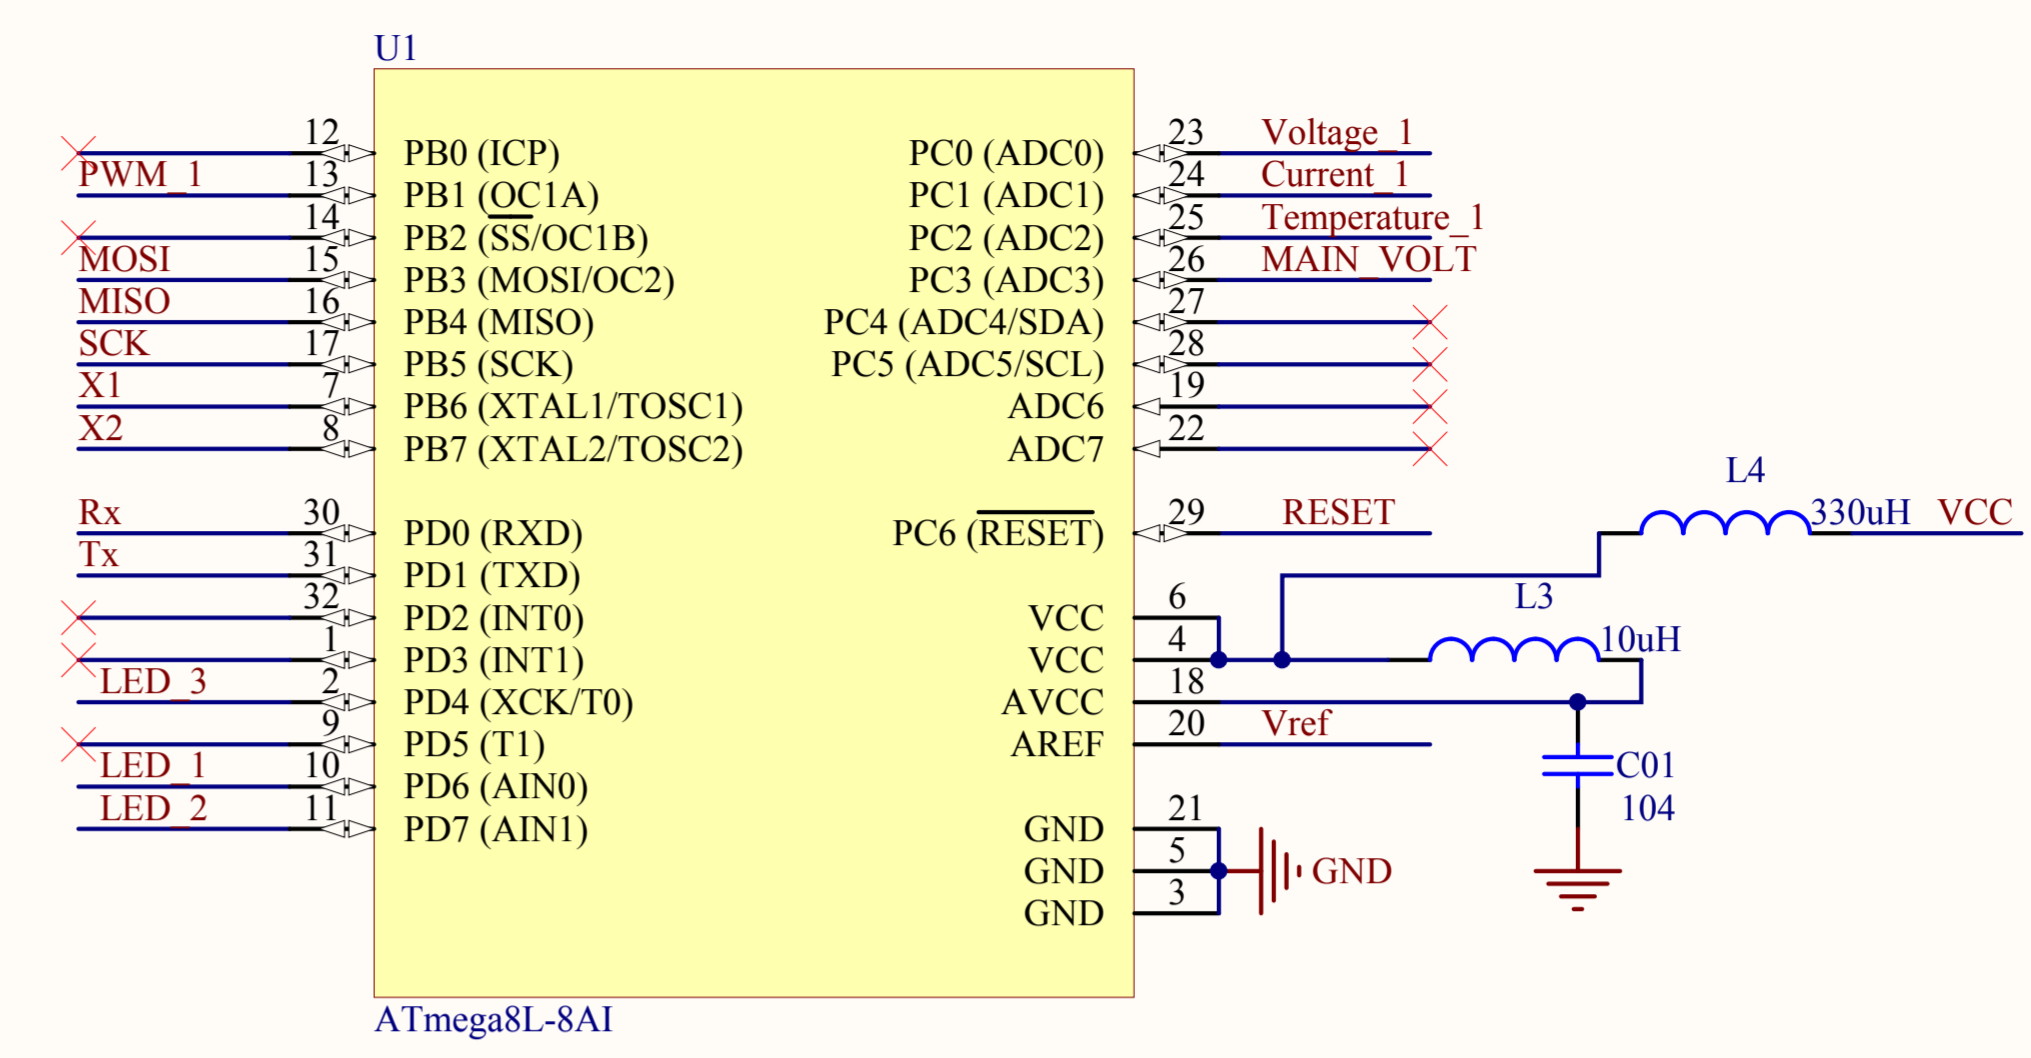 U1
12 PB0 (ICP)
PWM_1 13 PB1 (OC1A)
14 PB2 (SS/OC1B)
MOSI 15 PB3 (MOSI/OC2)
MISO 16 PB4 (MISO)
SCK 17 PB5 (SCK)
X1 7 PB6 (XTAL1/TOSC1)
X2 8 PB7 (XTAL2/TOSC2)
Rx 30 PD0 (RXD)
Tx 31 PD1 (TXD)
32 PD2 (INT0)
1 PD3 (INT1)
LED_3 2 PD4 (XCK/T0)
9 PD5 (T1)
LED_1 10 PD6 (AIN0)
LED_2 11 PD7 (AIN1)
PC0 (ADC0) 23 Voltage_1
PC1 (ADC1) 24 Current_1
PC2 (ADC2) 25 Temperature_1
PC3 (ADC3) 26 MAIN_VOLT
PC4 (ADC4/SDA) 27
PC5 (ADC5/SCL) 28
ADC6 19
ADC7 22
PC6 (RESET) 29 RESET
VCC 6
VCC 4
AVCC 18
AREF 20 Vref
GND 21
GND 5 GND
GND 3
L4
330uH VCC
L3
10uH
C01
104
ATmega8L-8AI